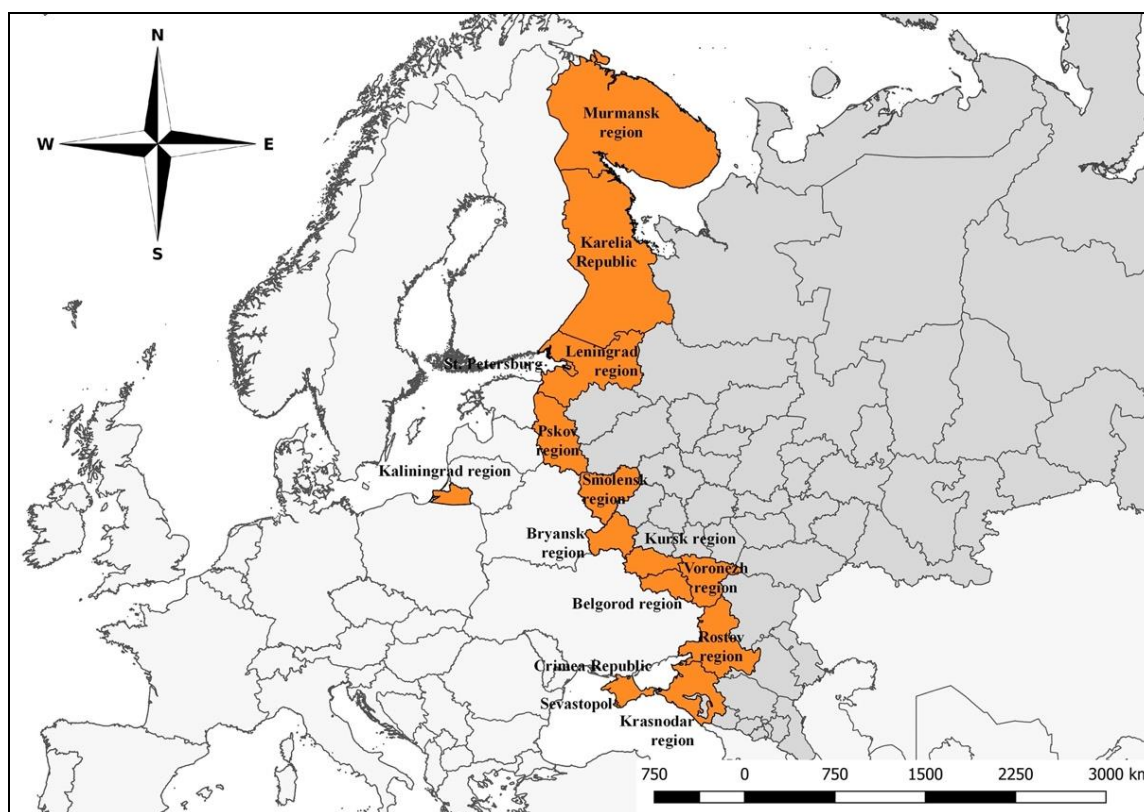 N
W
E
S
Murmansk
region
Karelia
Republic
Leningrad
region
St. Petersburg
Pskov
region
Kaliningrad region
Smolensk
region
Bryansk
region
Kursk region
Voronezh
region
Belgorod region
Rostov
region
Crimea Republic
Sevastopol
Krasnodar
region
750 0 750 1500 2250 3000 km